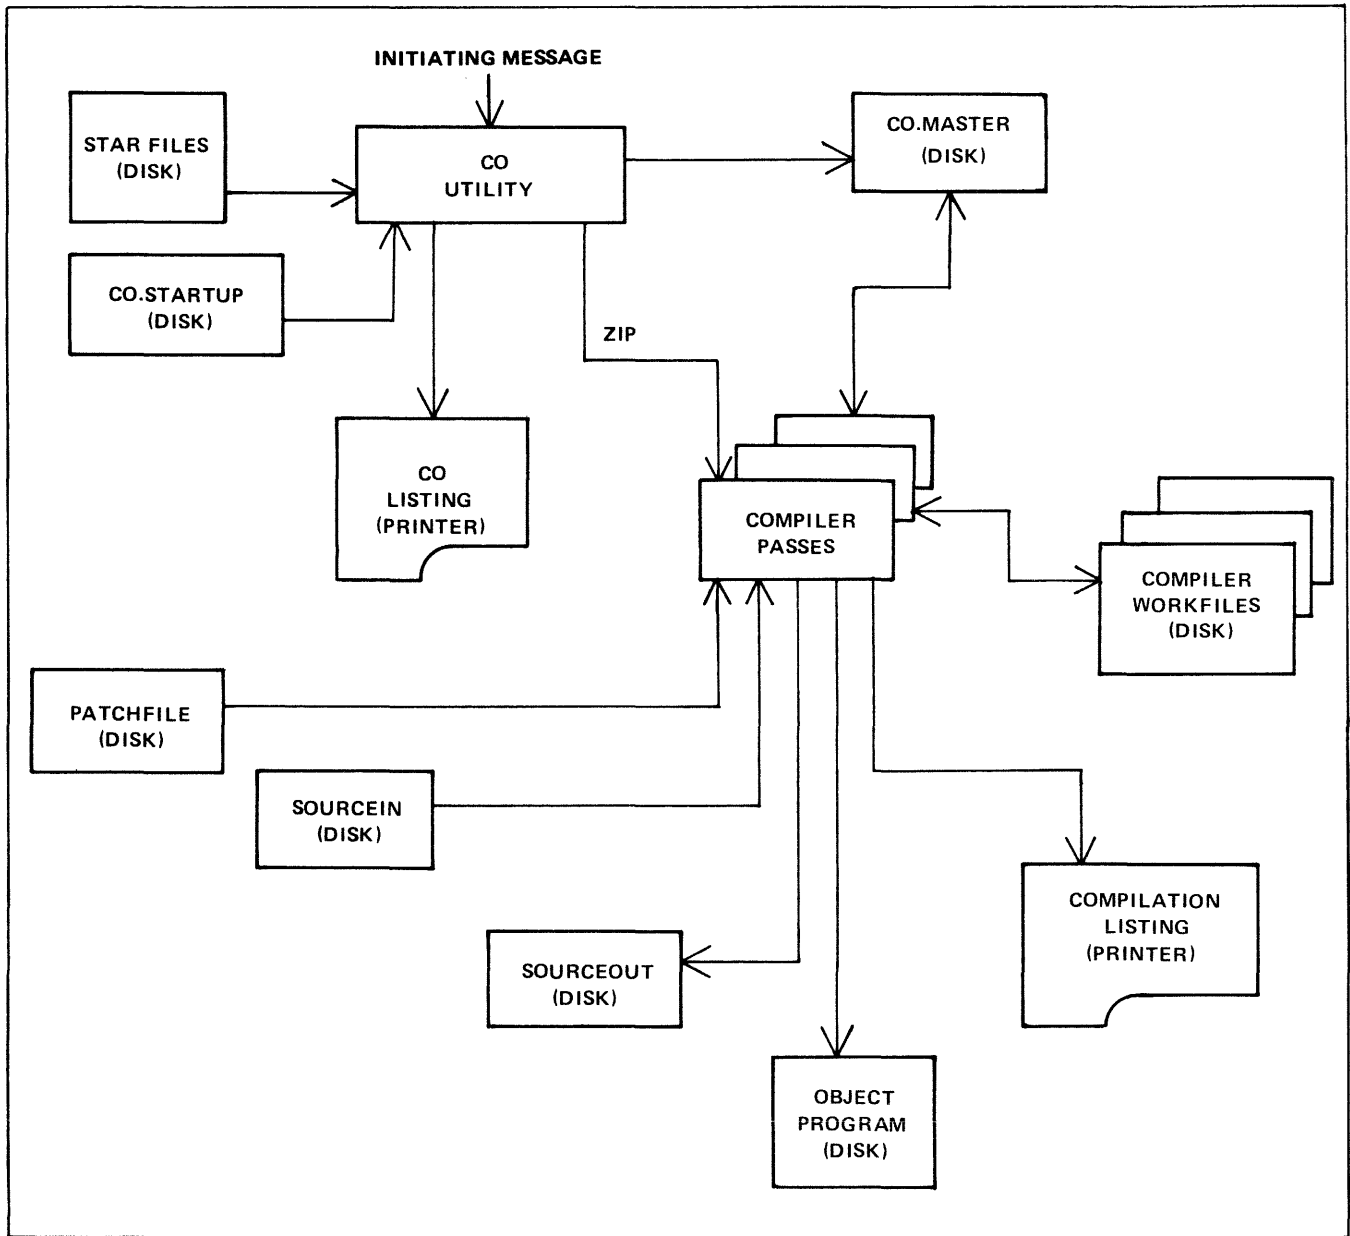 INITIATING MESSAGE
STAR FILES
(DISK)
CO
UTILITY
CO.MASTER
(DISK)
CO.STARTUP
(DISK)
ZIP
CO
LISTING
(PRINTER)
COMPILER
PASSES
COMPILER
WORKFILES
(DISK)
PATCHFILE
(DISK)
SOURCEIN
(DISK)
COMPILATION
LISTING
(PRINTER)
SOURCEOUT
(DISK)
OBJECT
PROGRAM
(DISK)